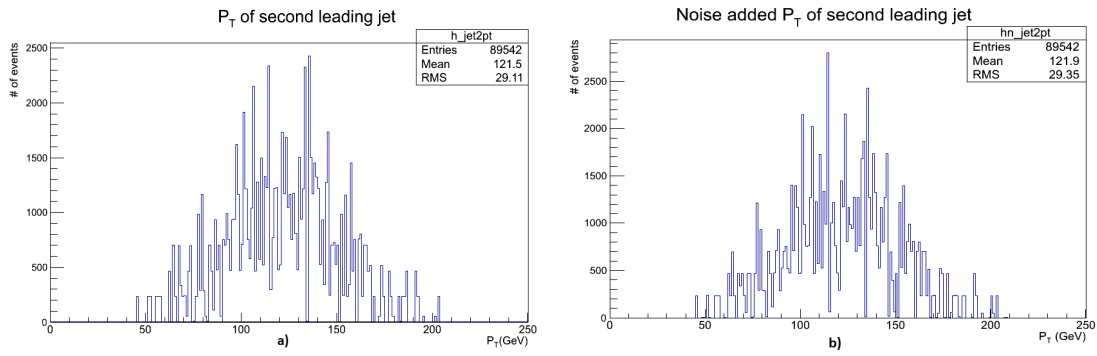 P_T of second leading jet
h_jet2pt
Entries 89542
Mean 121.5
RMS 29.11
# of events
2500
2000
1500
1000
500
0
0 50 100 150 200 250
P_T(GeV)
a)
Noise added P_T of second leading jet
hn_jet2pt
Entries 89542
Mean 121.9
RMS 29.35
# of events
2500
2000
1500
1000
500
0
0 50 100 150 200 250
P_T (GeV)
b)